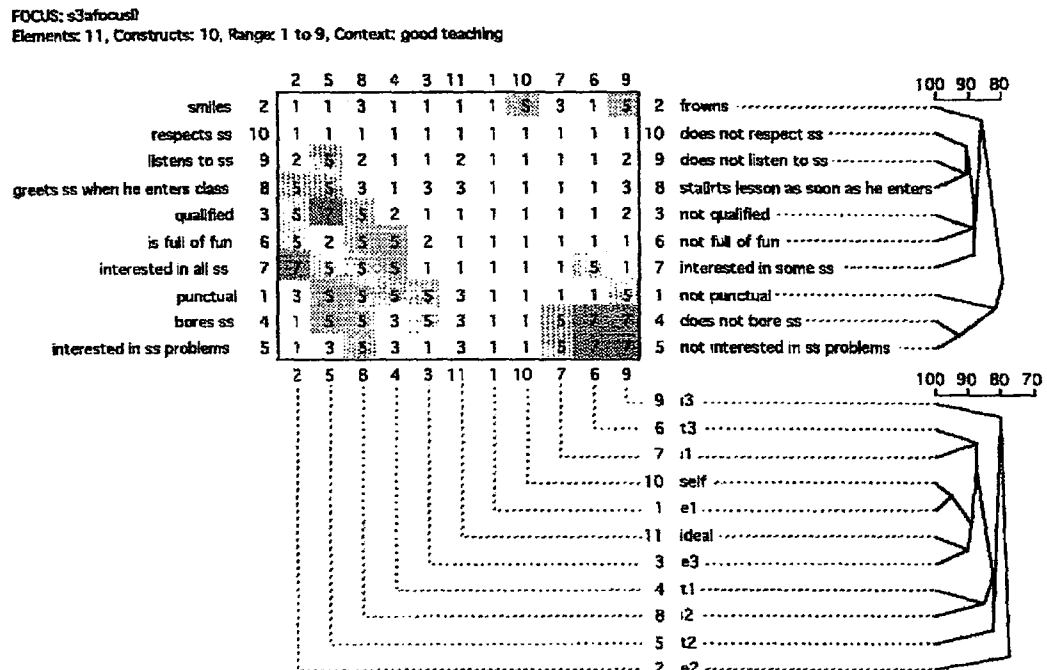 FOCUS: s3afocusl?
Elements: 11, Constructs: 10, Range: 1 to 9, Context: good teaching
2 5 8 4 3 11 1 10 7 6 9
100 90 80
smiles 2 1 1 3 1 1 1 1 5 3 1 5 2 frowns
respects ss 10 1 1 1 1 1 1 1 1 1 1 1 10 does not respect ss
listens to ss 9 2 5 2 1 1 2 1 1 1 1 2 9 does not listen to ss
greets ss when he enters class 8 5 5 3 1 3 3 1 1 1 1 3 8 stallrts lesson as soon as he enters
qualified 3 5 7 5 2 1 1 1 1 1 1 2 3 not qualified
is full of fun 6 5 2 5 5 2 1 1 1 1 1 1 6 not full of fun
interested in all ss 7 7 5 5 5 1 1 1 1 1 5 1 7 interested in some ss
punctual 1 3 5 5 5 5 3 1 1 1 1 5 1 not punctual
bores ss 4 1 5 5 3 5 3 1 1 5 7 7 4 does not bore ss
interested in ss problems 5 1 3 5 3 1 3 1 1 5 7 7 5 not interested in ss problems
2 5 8 4 3 11 1 10 7 6 9
100 90 80 70
9 i3
6 t3
7 i1
10 self
1 e1
11 ideal
3 e3
4 t1
8 i2
5 t2
2 e2